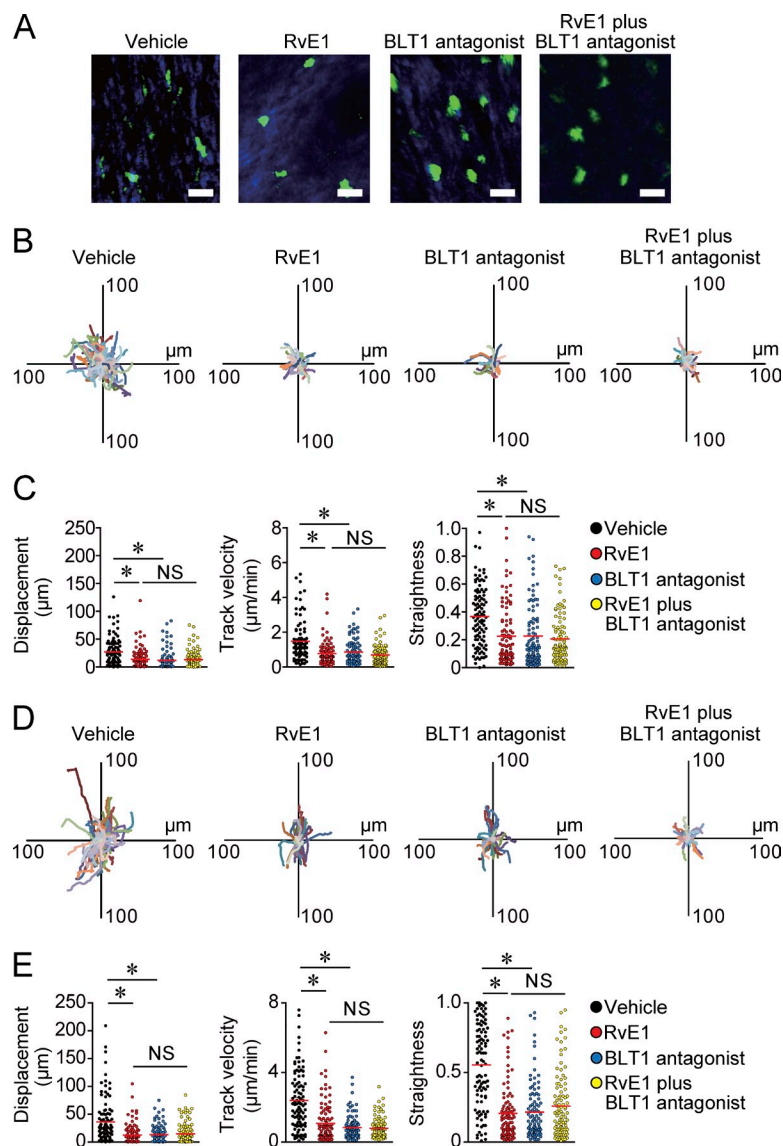 A
Vehicle
RvE1
BLT1 antagonist
RvE1 plus
BLT1 antagonist
B
Vehicle
RvE1
BLT1 antagonist
RvE1 plus
BLT1 antagonist
100
100
100
100
μm
μm
μm
μm
100
100
100
100
100
100
100
100
100
100
100
100
C
Displacement
(μm)
250
200
150
100
50
0
*
*
NS
Track velocity
(μm/min)
8
6
4
2
0
*
*
NS
Straightness
1.0
0.8
0.6
0.4
0.2
0
*
*
NS
Vehicle
RvE1
BLT1 antagonist
RvE1 plus
BLT1 antagonist
D
Vehicle
RvE1
BLT1 antagonist
RvE1 plus
BLT1 antagonist
100
100
100
100
μm
μm
μm
μm
100
100
100
100
100
100
100
100
100
100
100
100
E
Displacement
(μm)
250
200
150
100
50
0
*
*
NS
Track velocity
(μm/min)
8
4
0
*
*
NS
Straightness
1.0
0.5
0
*
*
NS
Vehicle
RvE1
BLT1 antagonist
RvE1 plus
BLT1 antagonist